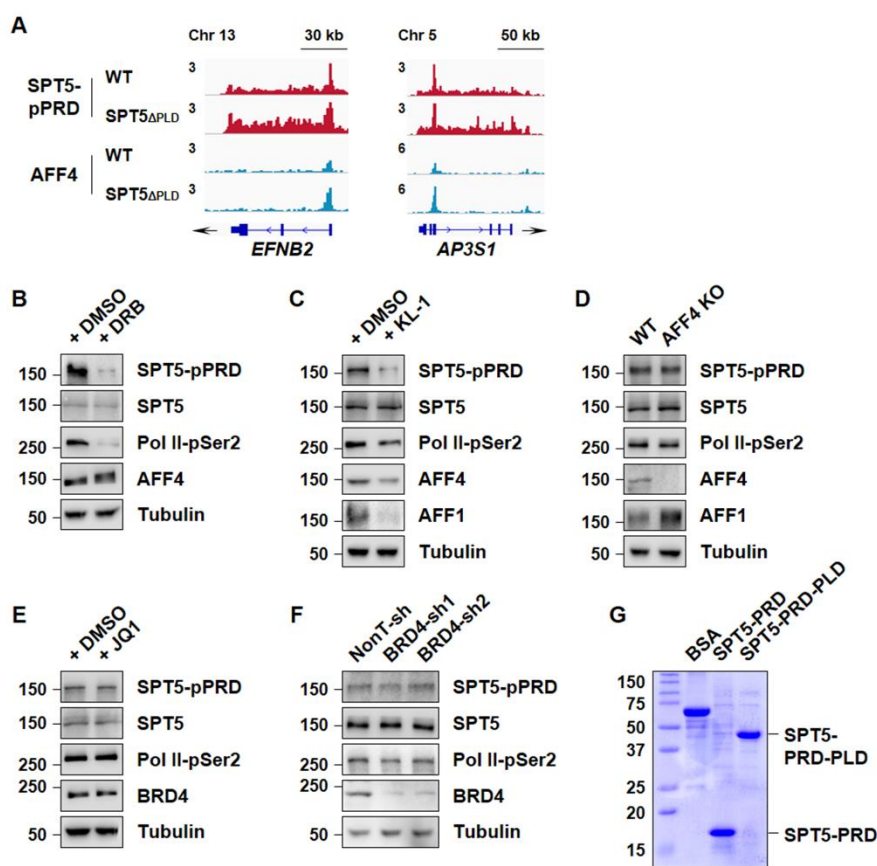 A
Chr 13 30 kb Chr 5 50 kb
SPT5-
pPRD
WT 3 3
SPT5ΔPLD 3 3
AFF4
WT 3 6
SPT5ΔPLD 3 6
EFNB2 AP3S1
B
+ DMSO
+ DRB
150 SPT5-pPRD
150 SPT5
250 Pol II-pSer2
150 AFF4
50 Tubulin
C
+ DMSO
+ KL-1
150 SPT5-pPRD
150 SPT5
250 Pol II-pSer2
150 AFF4
150 AFF1
50 Tubulin
D
WT
AFF4 KO
150 SPT5-pPRD
150 SPT5
250 Pol II-pSer2
150 AFF4
150 AFF1
50 Tubulin
E
+ DMSO
+ JQ1
150 SPT5-pPRD
150 SPT5
250 Pol II-pSer2
250
150 BRD4
50 Tubulin
F
NonT-sh
BRD4-sh1
BRD4-sh2
150 SPT5-pPRD
150 SPT5
250 Pol II-pSer2
250
150 BRD4
50 Tubulin
G
BSA
SPT5-PRD
SPT5-PRD-PLD
150
75
50
37
25
20
15
SPT5-
PRD-PLD
SPT5-PRD